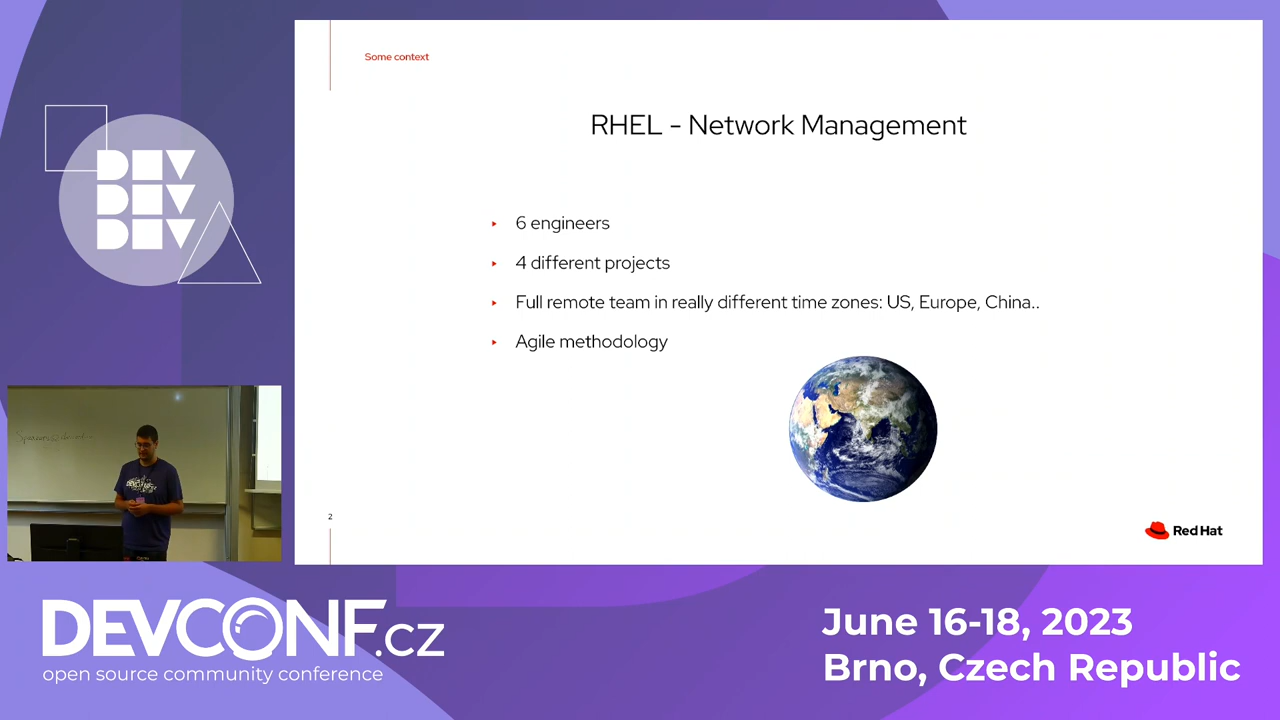 Some context
RHEL - Network Management
6 engineers
4 different projects
Full remote team in really different time zones: US, Europe, China..
Agile methodology
2
Red Hat
DEV
DEV
DEV
DEVCONF.cz
open source community conference
June 16-18, 2023
Brno, Czech Republic